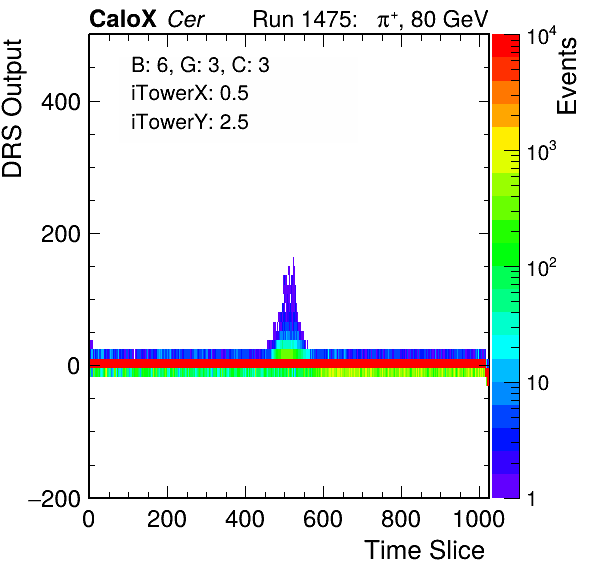 CaloX Cer Run 1475: π⁺, 80 GeV
B: 6, G: 3, C: 3
iTowerX: 0.5
iTowerY: 2.5
DRS Output
400
200
0
−200
0 200 400 600 800 1000
Time Slice
Events
10⁴
10³
10²
10
1